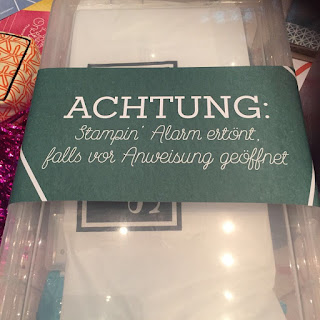 ACHTUNG:
Stampin' Alarm ertönt,
falls vor Anweisung geöffnet